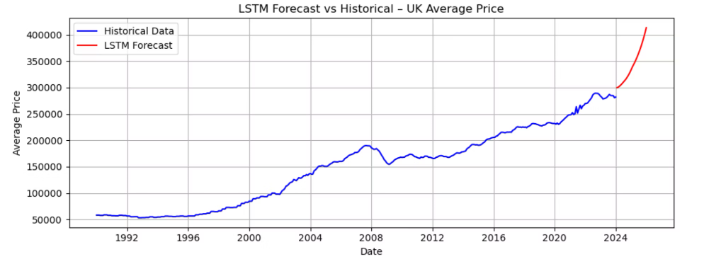 LSTM Forecast vs Historical – UK Average Price
Historical Data
LSTM Forecast
Average Price
400000
350000
300000
250000
200000
150000
100000
50000
1992 1996 2000 2004 2008 2012 2016 2020 2024
Date